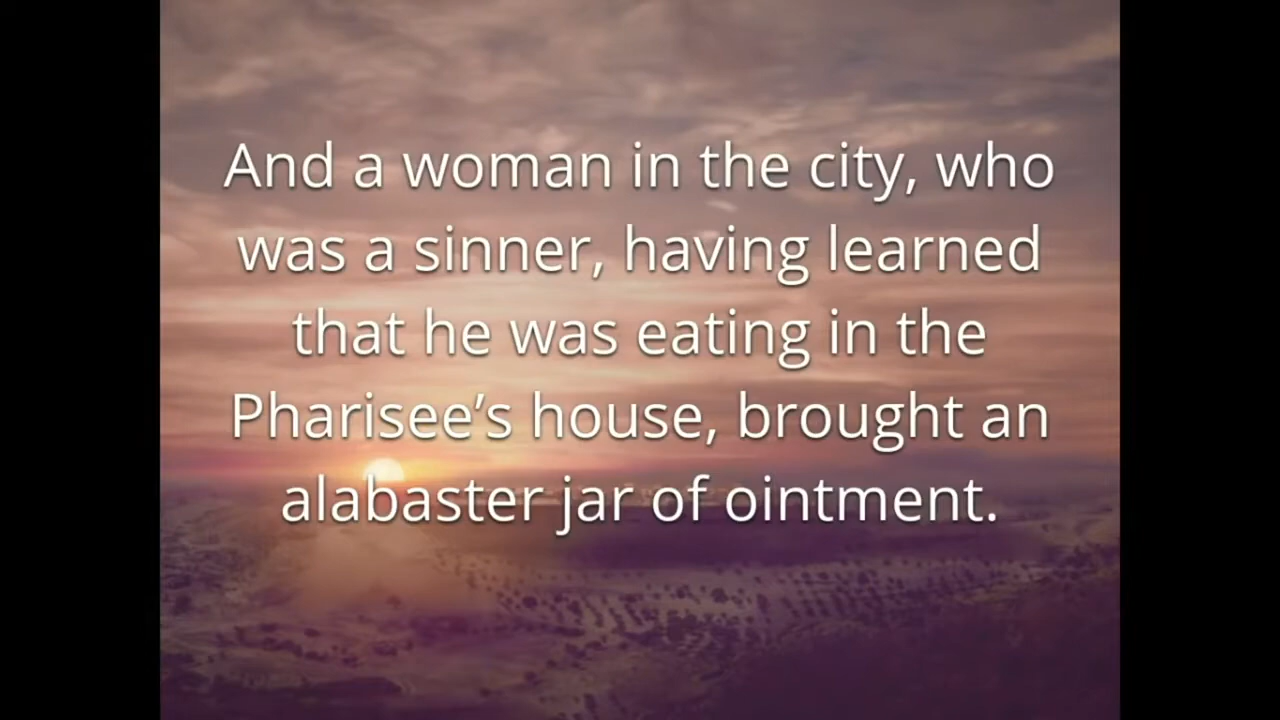 And a woman in the city, who
was a sinner, having learned
that he was eating in the
Pharisee’s house, brought an
alabaster jar of ointment.